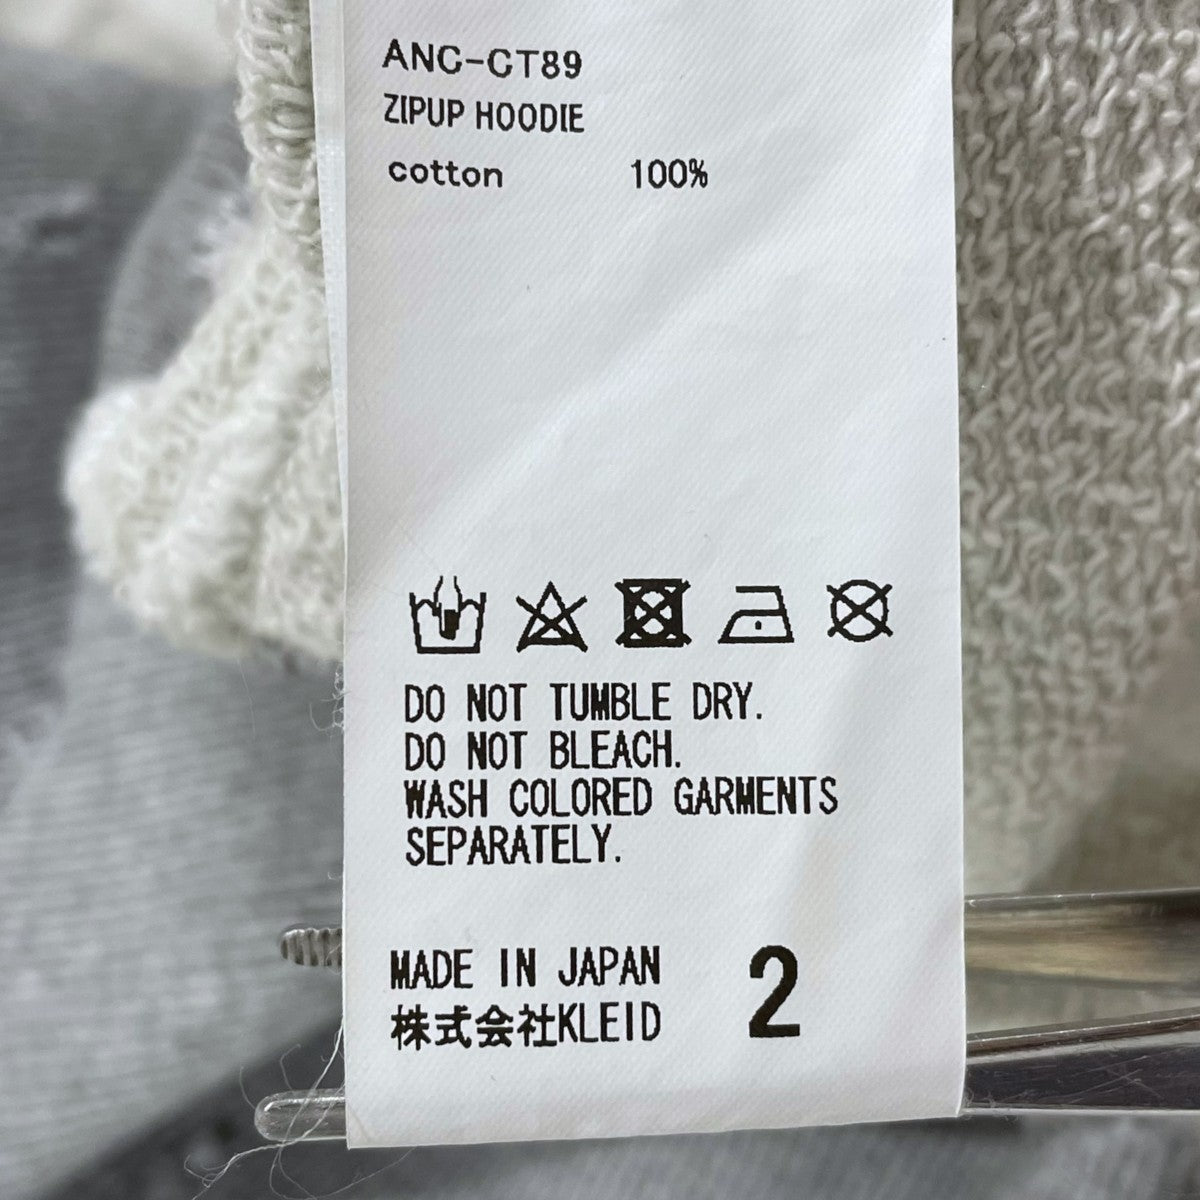 ANC-CT89
ZIPUP HOODIE
cotton 100%
DO NOT TUMBLE DRY.
DO NOT BLEACH.
WASH COLORED GARMENTS
SEPARATELY.
MADE IN JAPAN
株式会社KLEID
2